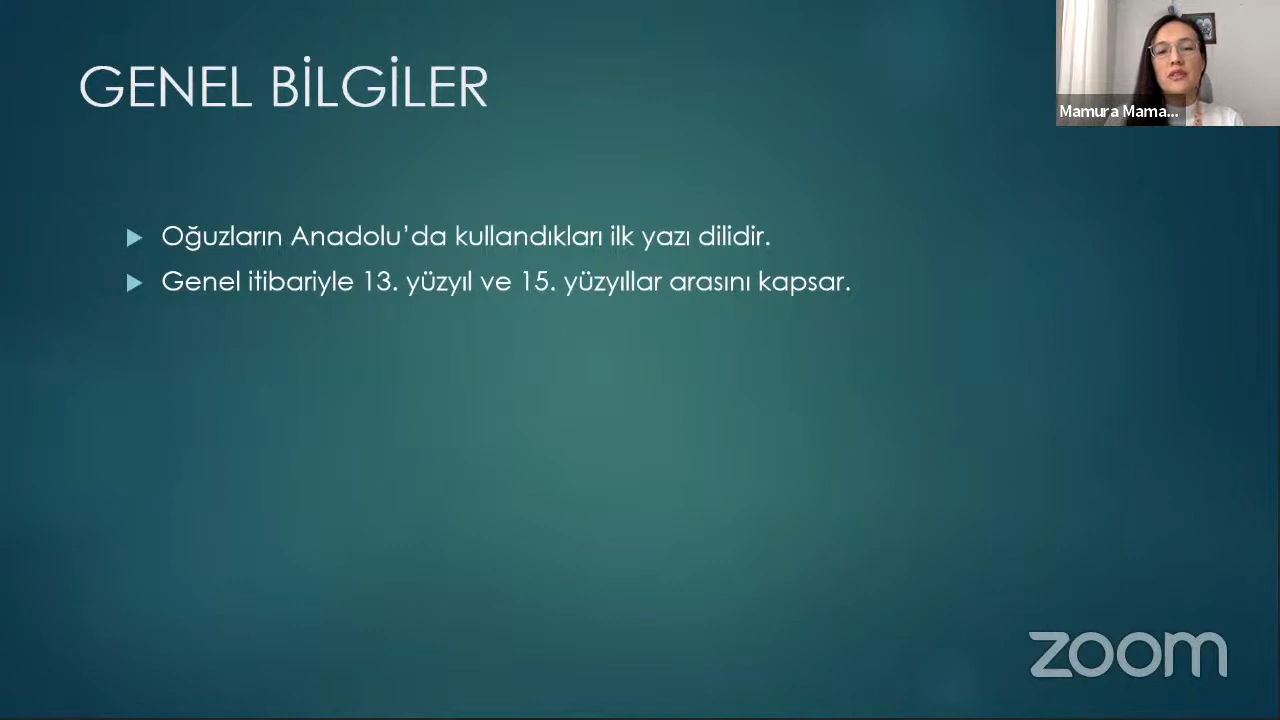 GENEL BİLGİLER
Mamura Mama...
Oğuzların Anadolu’da kullandıkları ilk yazı dilidir.
Genel itibariyle 13. yüzyıl ve 15. yüzyıllar arasını kapsar.
zoom